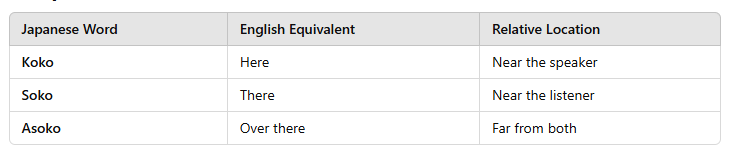 Japanese Word English Equivalent Relative Location
Koko Here Near the speaker
Soko There Near the listener
Asoko Over there Far from both